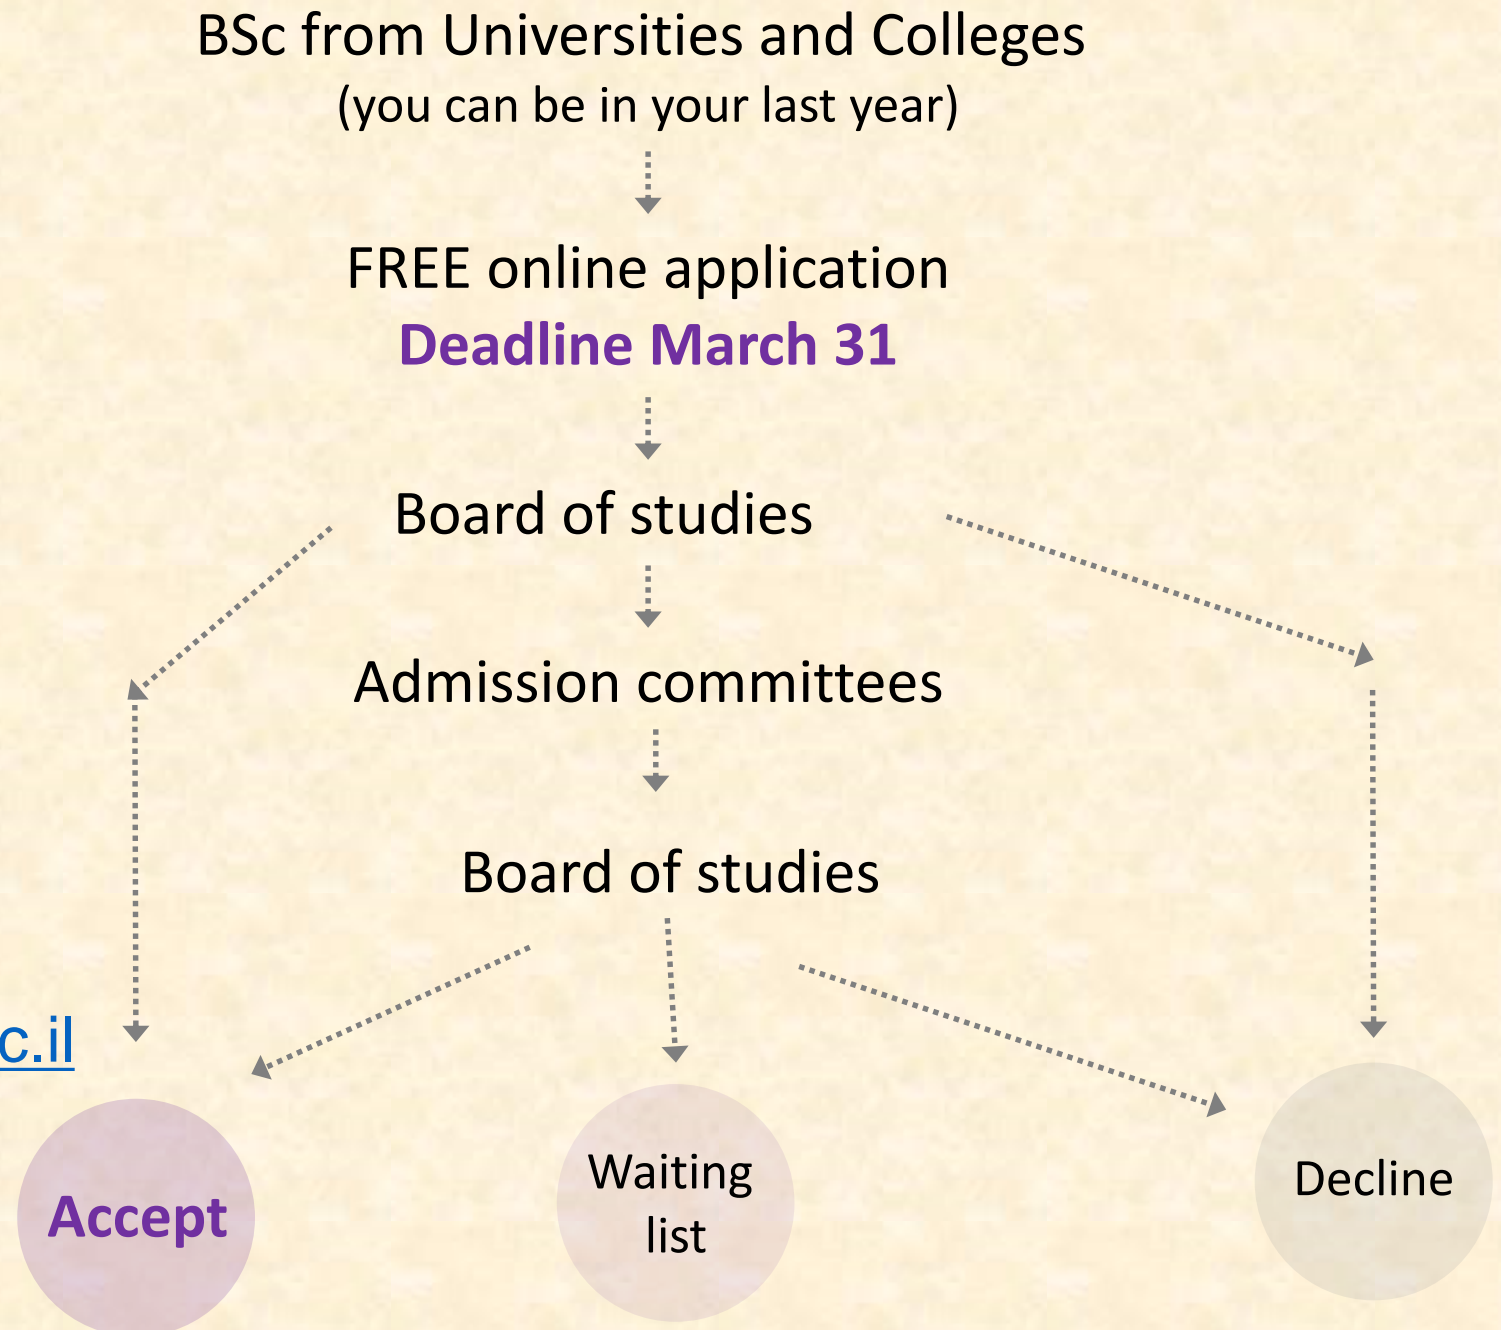 BSc from Universities and Colleges
(you can be in your last year)
FREE online application
Deadline March 31
Board of studies
Admission committees
Board of studies
c.il
Accept
Waiting
list
Decline